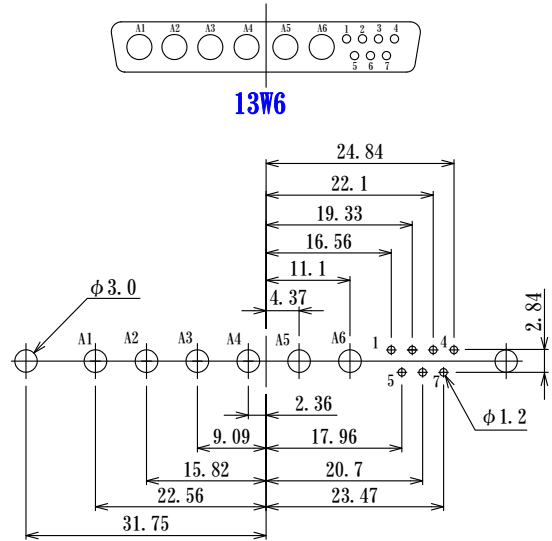 A1 A2 A3 A4 A5 A6 1 2 3 4
5 6 7
13W6
24.84
22.1
19.33
16.56
11.1
4.37
φ3.0
2.84
A1 A2 A3 A4 A5 A6 1 4
5 7
φ1.2
2.36
9.09 17.96
15.82 20.7
22.56 23.47
31.75